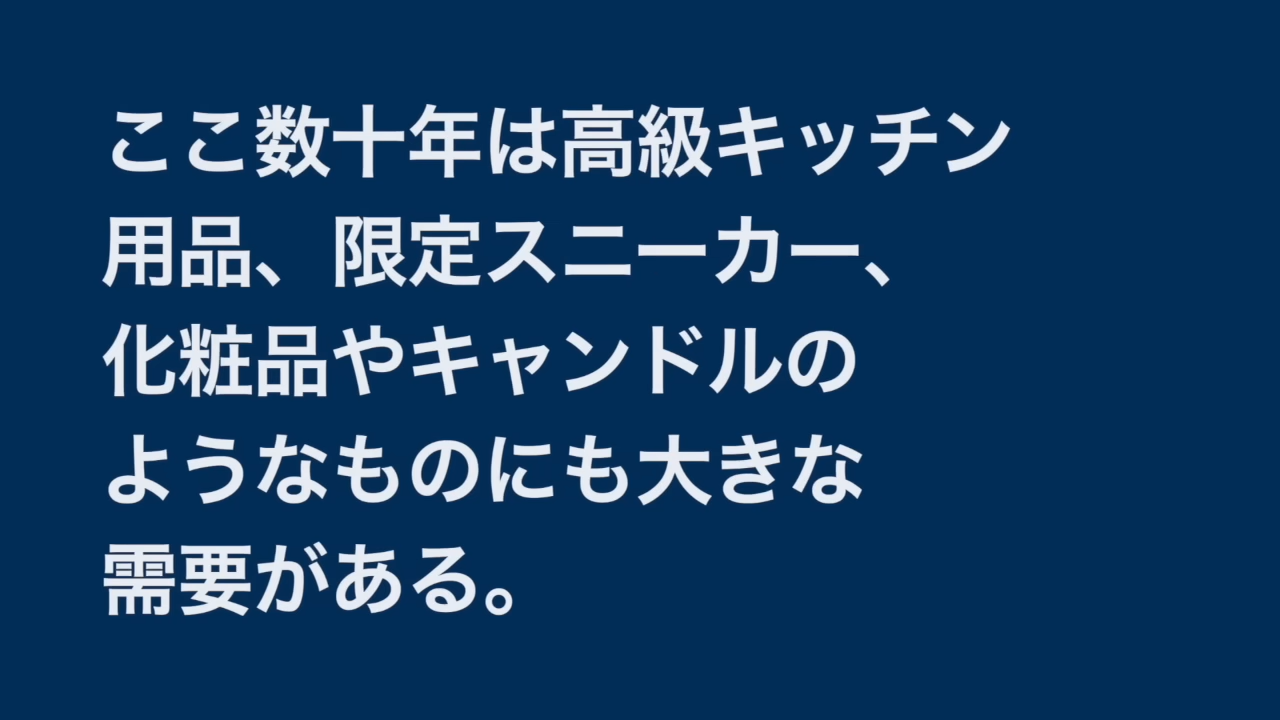 ここ数十年は高級キッチン
用品、限定スニーカー、
化粧品やキャンドルの
ようなものにも大きな
需要がある。